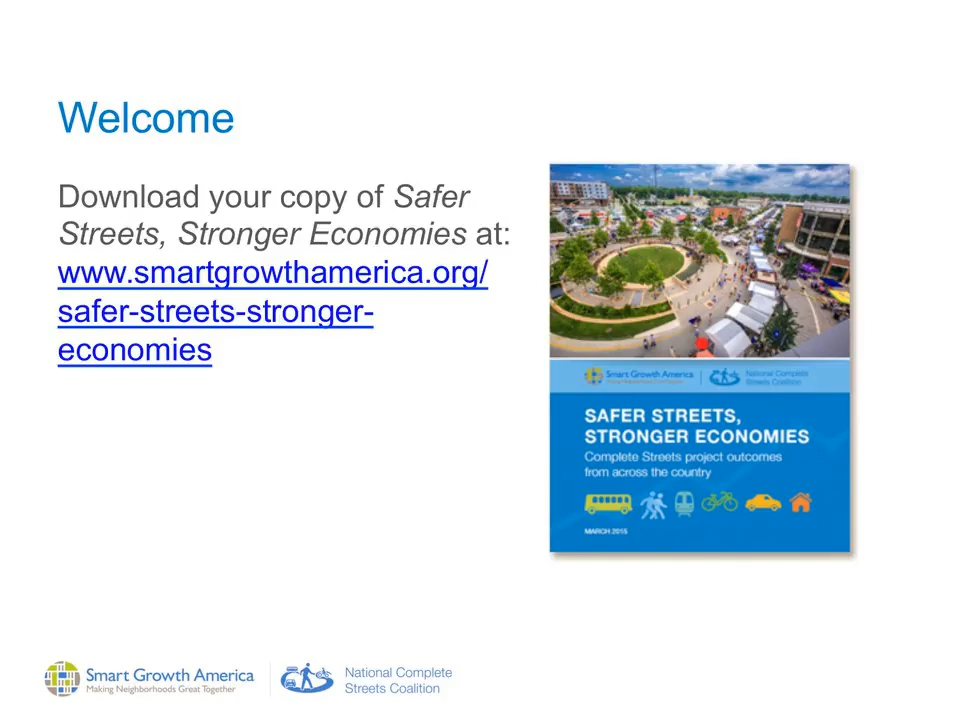 Welcome
Download your copy of Safer
Streets, Stronger Economies at:
www.smartgrowthamerica.org/
safer-streets-stronger-
economies
Smart Growth America
National Complete
Streets Coalition
SAFER STREETS,
STRONGER ECONOMIES
Complete Streets project outcomes
from across the country
MARCH 2015
Smart Growth America
Making Neighborhoods Great Together
National Complete
Streets Coalition